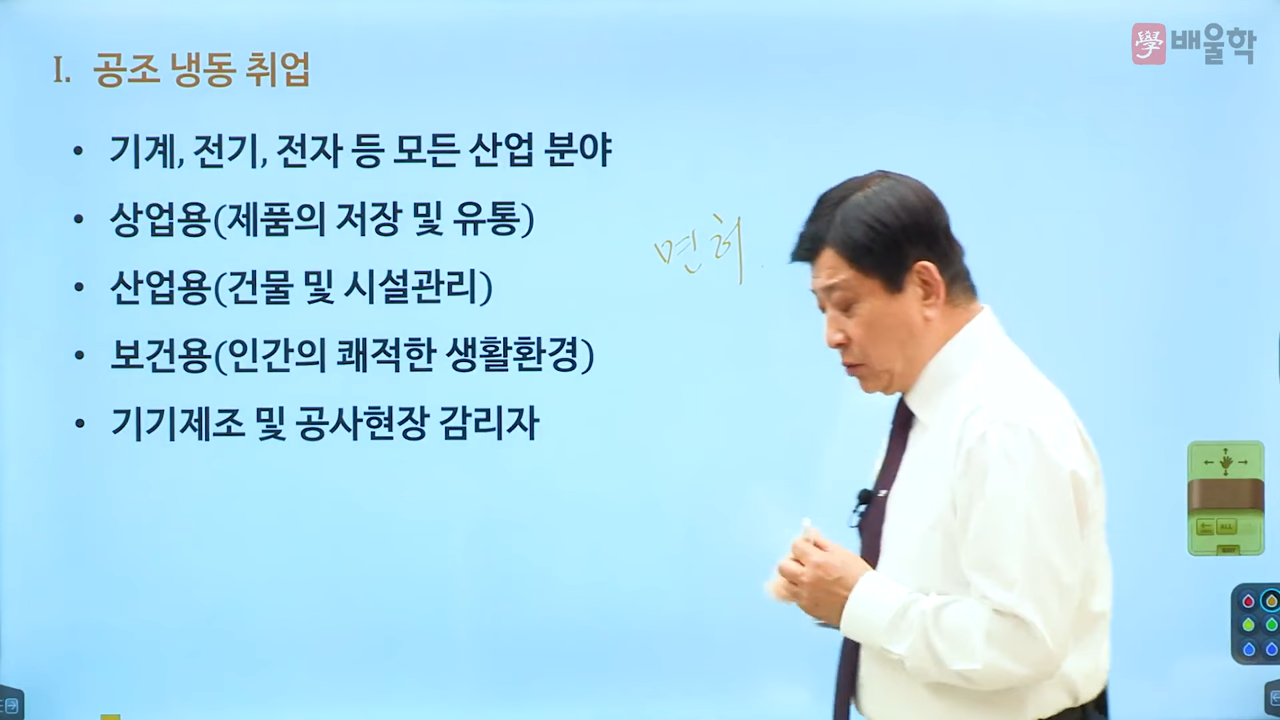 學 배울학
I. 공조 냉동 취업
• 기계, 전기, 전자 등 모든 산업 분야
• 상업용(제품의 저장 및 유통)
면허.
• 산업용(건물 및 시설관리)
• 보건용(인간의 쾌적한 생활환경)
• 기기제조 및 공사현장 감리자
ALL
EXIT